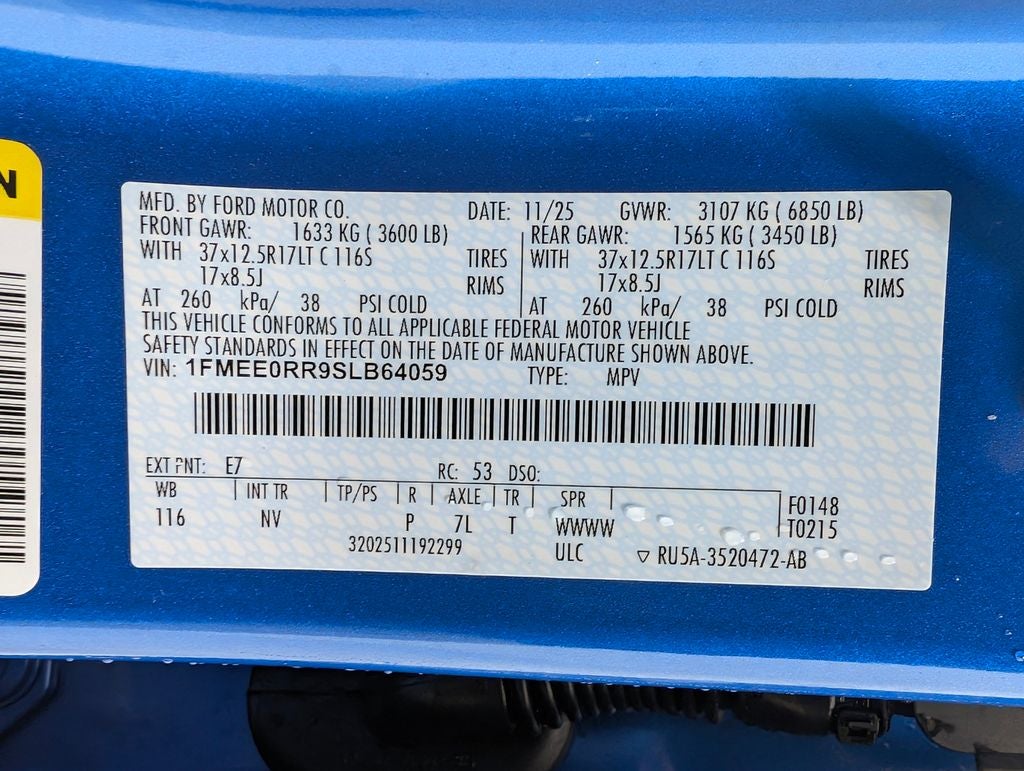 N
MFD. BY FORD MOTOR CO. DATE: 11/25 GVWR: 3107 KG ( 6850 LB)
FRONT GAWR: 1633 KG ( 3600 LB) REAR GAWR: 1565 KG ( 3450 LB)
WITH 37x12.5R17LT C 116S TIRES WITH 37x12.5R17LT C 116S TIRES
17x8.5J RIMS 17x8.5J RIMS
AT 260 kPa/ 38 PSI COLD AT 260 kPa/ 38 PSI COLD
THIS VEHICLE CONFORMS TO ALL APPLICABLE FEDERAL MOTOR VEHICLE
SAFETY STANDARDS IN EFFECT ON THE DATE OF MANUFACTURE SHOWN ABOVE.
VIN: 1FMEE0RR9SLB64059 TYPE: MPV
EXT PNT: E7 RC: 53 DSO:
WB INT TR TP/PS R AXLE TR SPR F0148
116 NV P 7L T WWWW T0215
3202511192299 ULC ▽ RU5A-3520472-AB